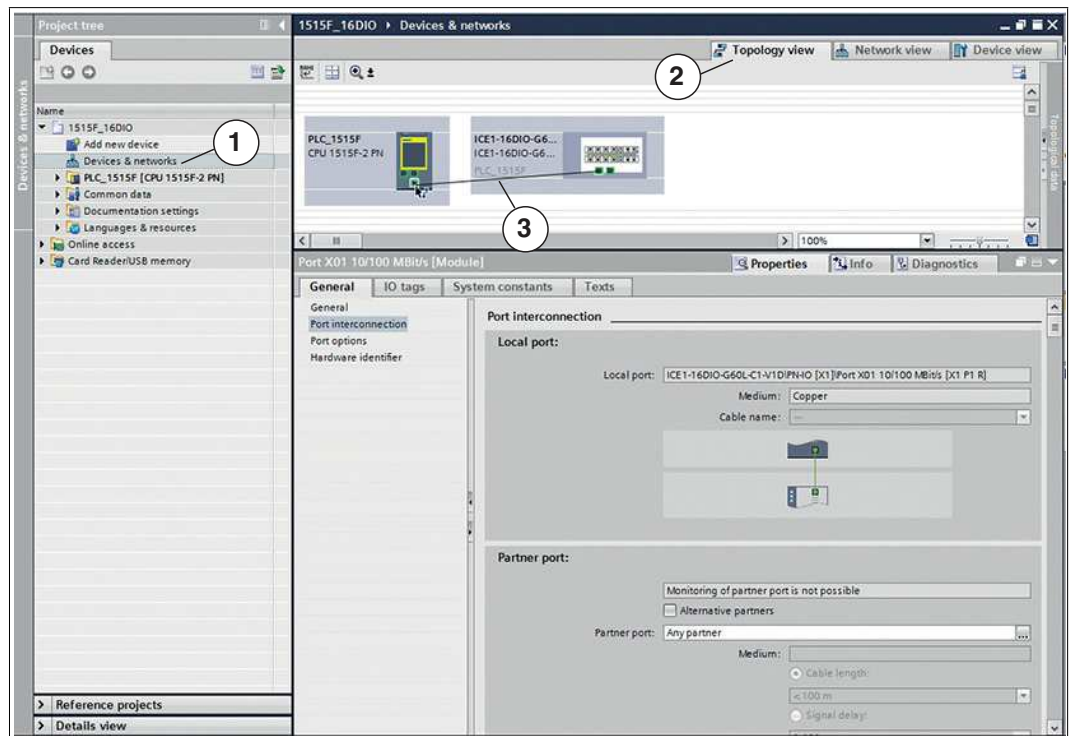 Project tree
1515F_16DIO ▸ Devices & networks
Devices
Topology view
Network view
Device view
Devices & networks
Name
1515F_16DIO
Add new device
Devices & networks
PLC_1515F [CPU 1515F-2 PN]
Common data
Documentation settings
Languages & resources
Online access
Card Reader/USB memory
1
2
3
PLC_1515F
CPU 1515F-2 PN
ICE1-16DIO-G6...
ICE1-16DIO-G6...
PLC_1515F
Topological data
100%
Port X01 10/100 MBit/s [Module]
Properties
Info
Diagnostics
General
IO tags
System constants
Texts
General
Port interconnection
Port options
Hardware identifier
Port interconnection
Local port:
Local port: ICE1-16DIO-G60L-C1-V1D\PN-IO [X1]\Port X01 10/100 MBit/s [X1 P1 R]
Medium: Copper
Cable name: ---
Partner port:
Monitoring of partner port is not possible
Alternative partners
Partner port: Any partner ...
Medium:
Cable length:
<100 m
Signal delay:
Reference projects
Details view